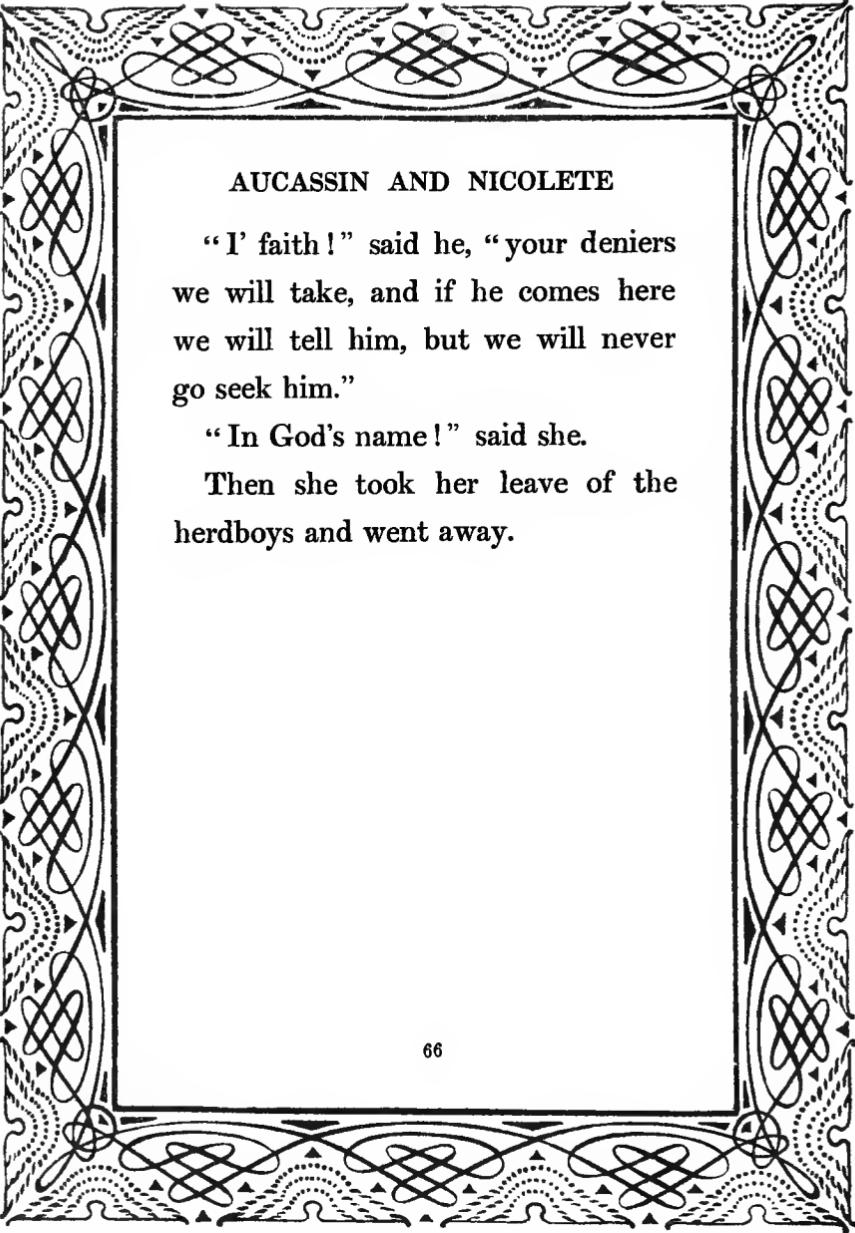 AUCASSIN AND NICOLETE
“I’ faith!” said he, “your deniers
we will take, and if he comes here
we will tell him, but we will never
go seek him.”
“In God’s name!” said she.
Then she took her leave of the
herdboys and went away.
66